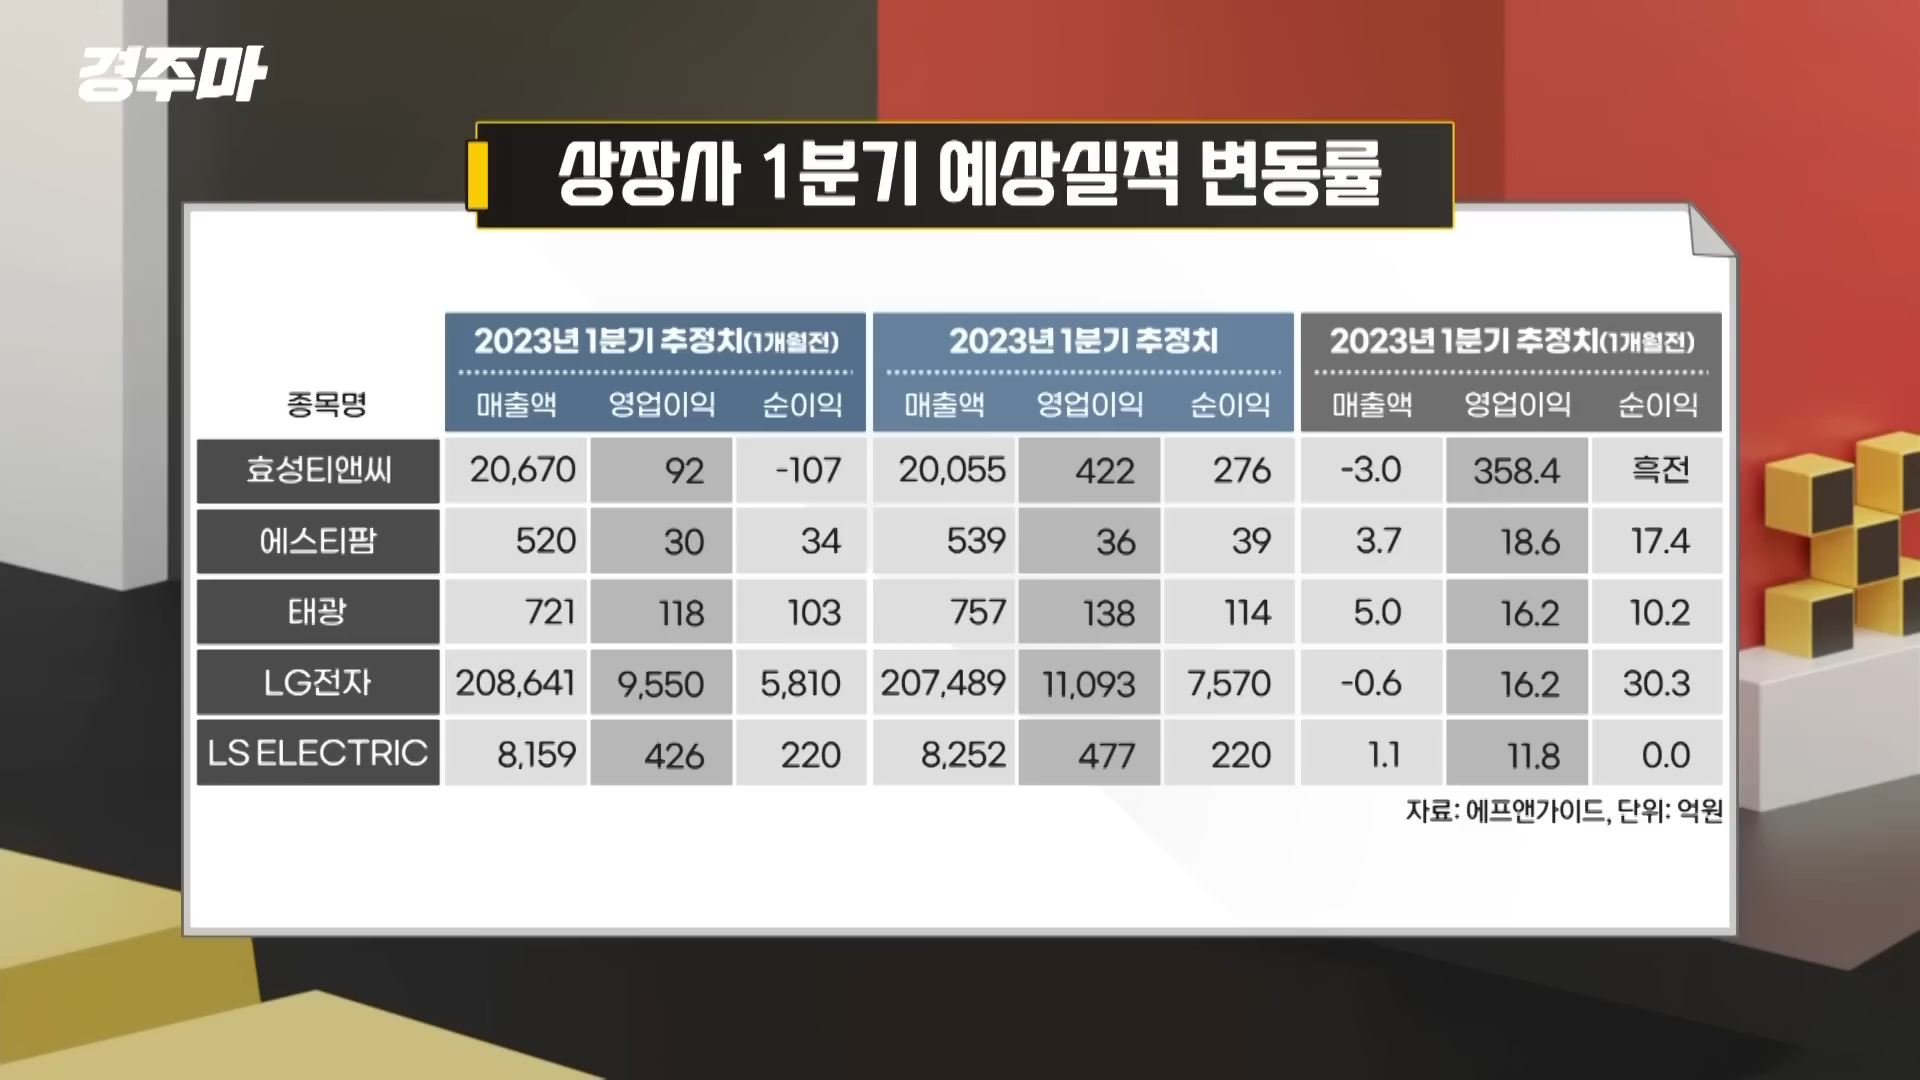 경주마
상장사 1분기 예상실적 변동률
2023년 1분기 추정치(1개월전) 2023년 1분기 추정치 2023년 1분기 추정치(1개월전)
종목명 매출액 영업이익 순이익 매출액 영업이익 순이익 매출액 영업이익 순이익
효성티앤씨 20,670 92 -107 20,055 422 276 -3.0 358.4 흑전
에스티팜 520 30 34 539 36 39 3.7 18.6 17.4
태광 721 118 103 757 138 114 5.0 16.2 10.2
LG전자 208,641 9,550 5,810 207,489 11,093 7,570 -0.6 16.2 30.3
LS ELECTRIC 8,159 426 220 8,252 477 220 1.1 11.8 0.0
자료: 에프앤가이드, 단위: 억원